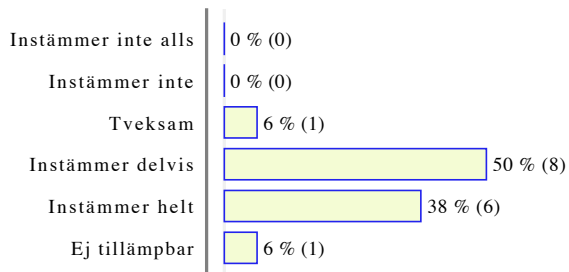 Instämmer inte alls 0 % (0)
Instämmer inte 0 % (0)
Tveksam 6 % (1)
Instämmer delvis 50 % (8)
Instämmer helt 38 % (6)
Ej tillämpbar 6 % (1)